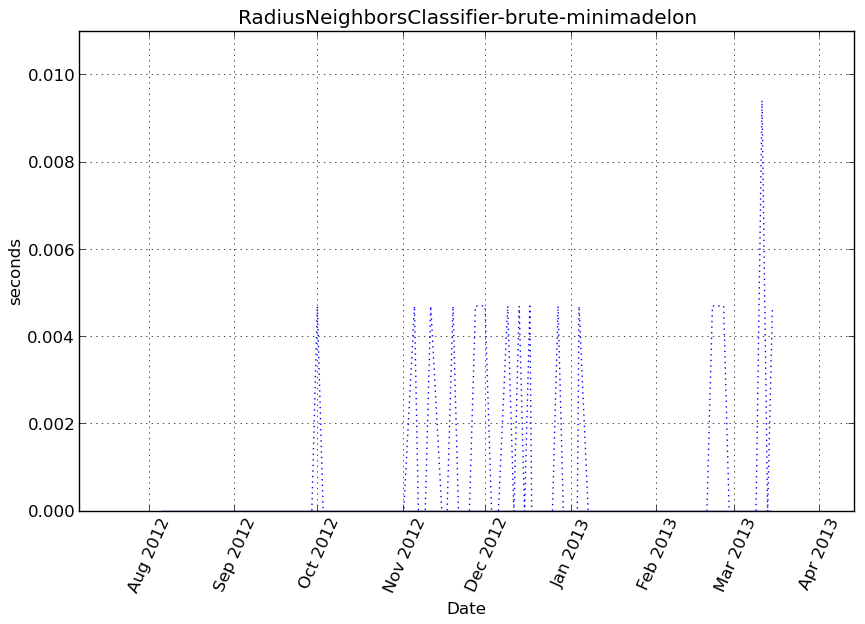 RadiusNeighborsClassifier-brute-minimadelon
0.010
0.008
0.006
0.004
0.002
0.000
seconds
Aug 2012
Sep 2012
Oct 2012
Nov 2012
Dec 2012
Jan 2013
Feb 2013
Mar 2013
Apr 2013
Date